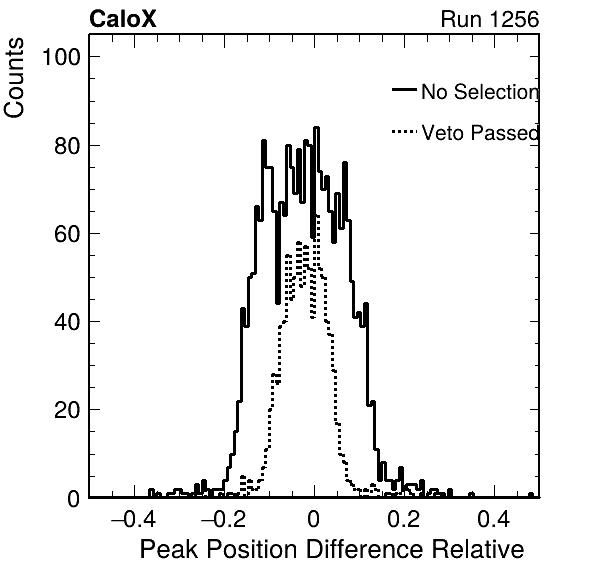 CaloX Run 1256
Counts
100
80
60
40
20
0
No Selection
Veto Passed
−0.4 −0.2 0 0.2 0.4
Peak Position Difference Relative